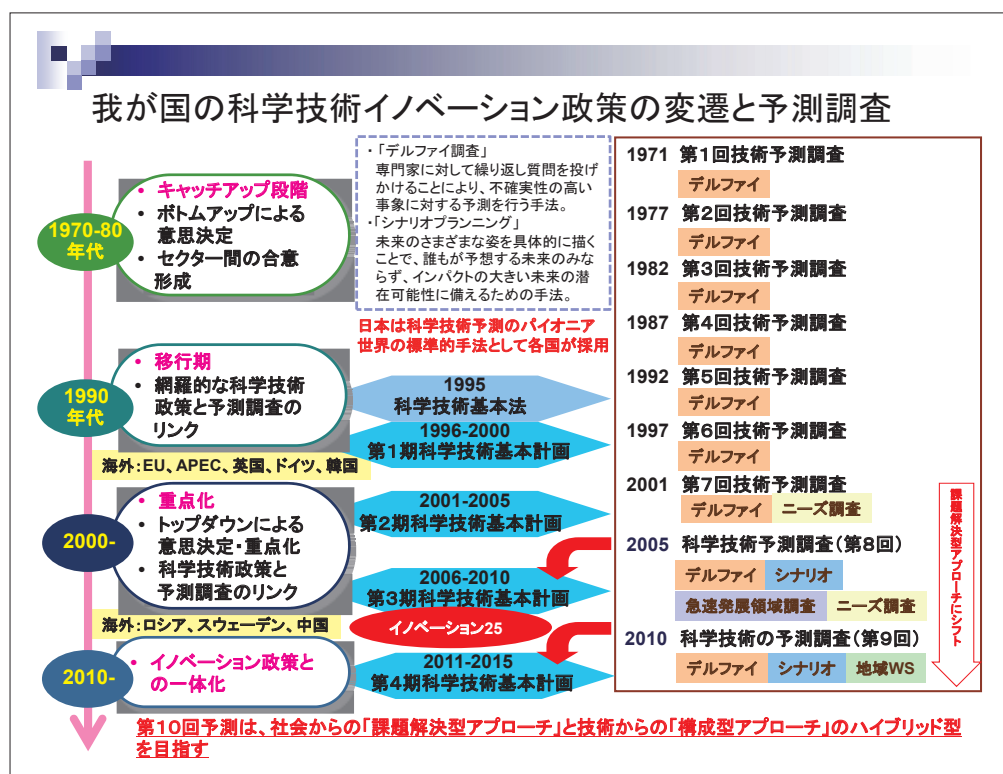 我が国の科学技術イノベーション政策の変遷と予測調査
・「デルファイ調査」
専門家に対して繰り返し質問を投げ
かけることにより、不確実性の高い
事象に対する予測を行う手法。
・「シナリオプランニング」
未来のさまざまな姿を具体的に描く
ことで、誰もが予想する未来のみな
らず、インパクトの大きい未来の潜
在可能性に備えるための手法。
日本は科学技術予測のパイオニア
世界の標準的手法として各国が採用
1970-80
年代
• キャッチアップ段階
• ボトムアップによる
意思決定
• セクター間の合意
形成
1990
年代
• 移行期
• 網羅的な科学技術
政策と予測調査の
リンク
海外：EU、APEC、英国、ドイツ、韓国
2000-
• 重点化
• トップダウンによる
意思決定・重点化
• 科学技術政策と
予測調査のリンク
海外：ロシア、スウェーデン、中国
2010-
• イノベーション政策と
の一体化
1995
科学技術基本法
1996-2000
第1期科学技術基本計画
2001-2005
第2期科学技術基本計画
2006-2010
第3期科学技術基本計画
イノベーション25
2011-2015
第4期科学技術基本計画
1971 第1回技術予測調査
デルファイ
1977 第2回技術予測調査
デルファイ
1982 第3回技術予測調査
デルファイ
1987 第4回技術予測調査
デルファイ
1992 第5回技術予測調査
デルファイ
1997 第6回技術予測調査
デルファイ
2001 第7回技術予測調査
デルファイ ニーズ調査
2005 科学技術予測調査（第8回）
デルファイ シナリオ
急速発展領域調査 ニーズ調査
2010 科学技術の予測調査（第9回）
デルファイ シナリオ 地域WS
課題解決型アプローチにシフト
第10回予測は、社会からの「課題解決型アプローチ」と技術からの「構成型アプローチ」のハイブリッド型
を目指す